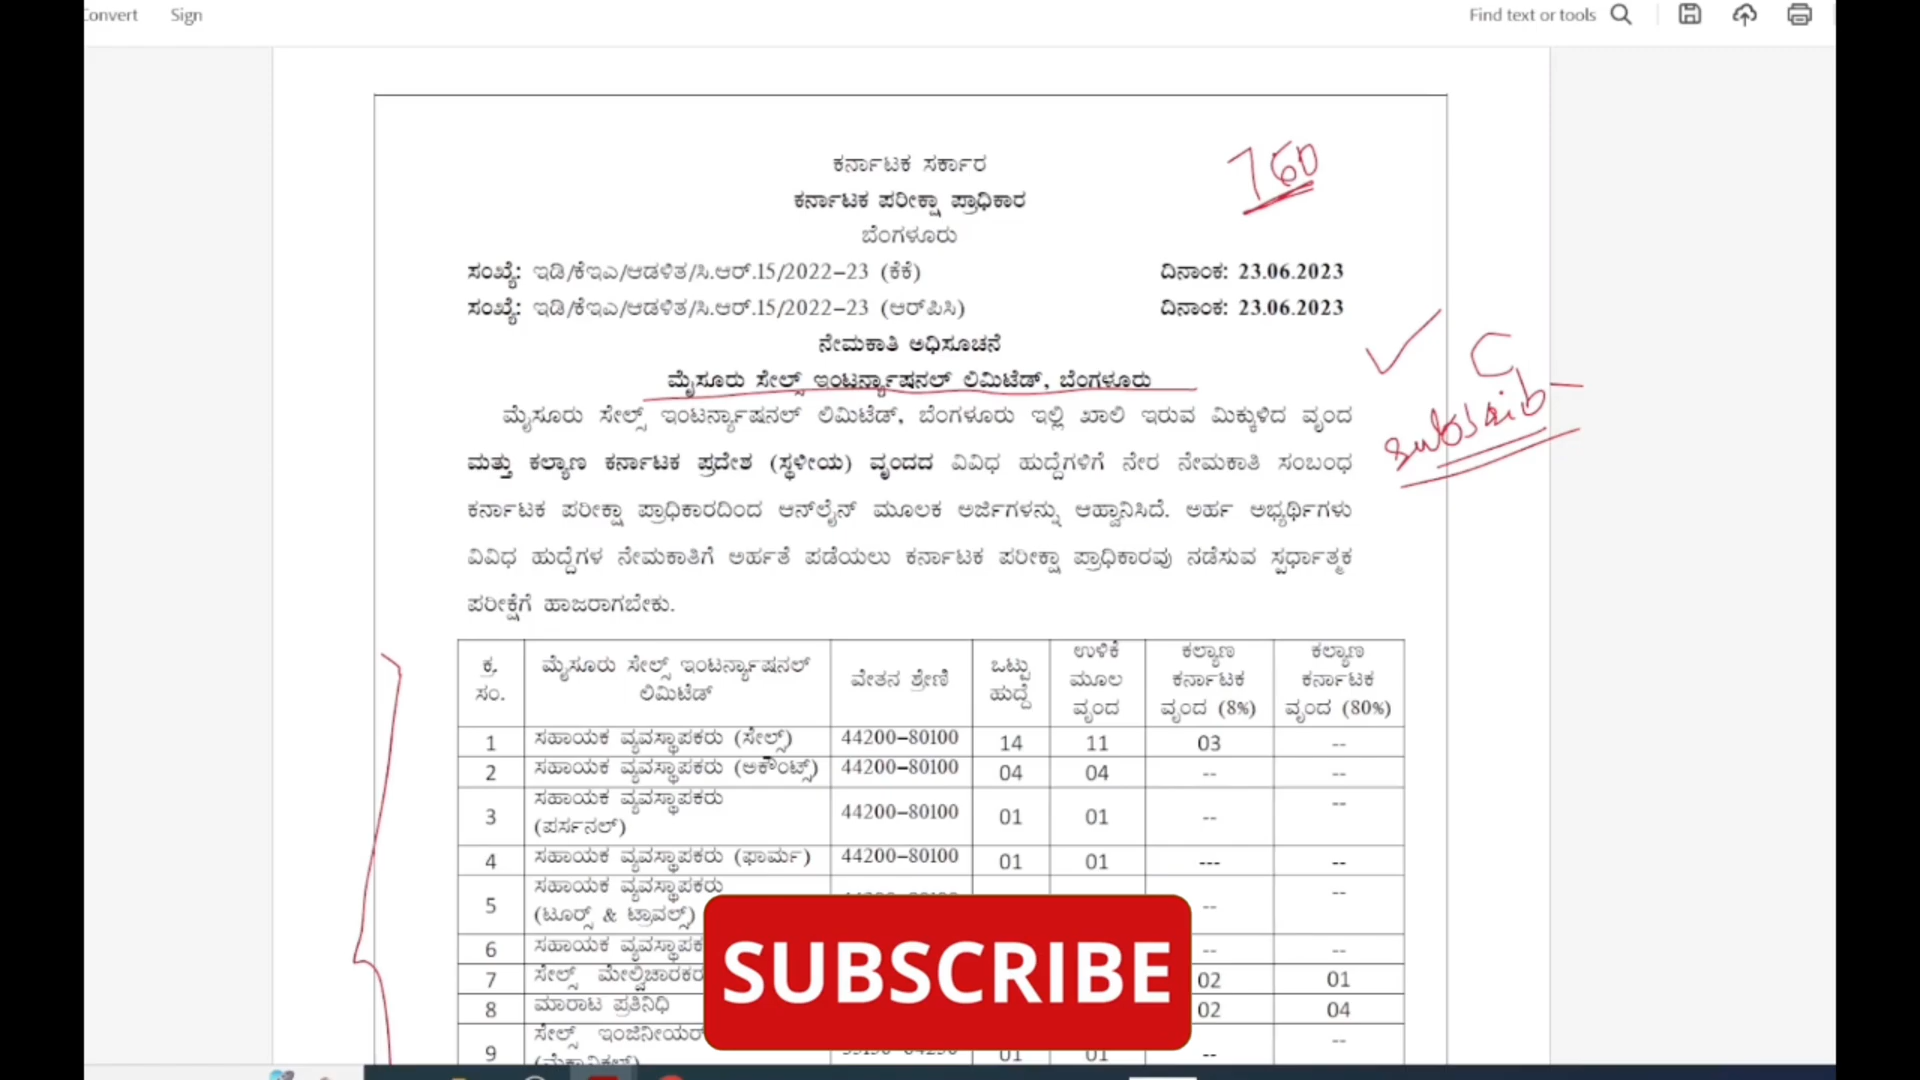 Convert Sign Find text or tools
ಕರ್ನಾಟಕ ಸರ್ಕಾರ
760
ಕರ್ನಾಟಕ ಪರೀಕ್ಷಾ ಪ್ರಾಧಿಕಾರ
ಬೆಂಗಳೂರು
ಸಂಖ್ಯೆ: ಇಡಿ/ಕೆಇಎ/ಆಡಳಿತ/ಸಿ.ಆರ್.15/2022-23 (ಕೆಕೆ) ದಿನಾಂಕ: 23.06.2023
ಸಂಖ್ಯೆ: ಇಡಿ/ಕೆಇಎ/ಆಡಳಿತ/ಸಿ.ಆರ್.15/2022-23 (ಆರ್‌ಪಿಸಿ) ದಿನಾಂಕ: 23.06.2023
ನೇಮಕಾತಿ ಅಧಿಸೂಚನೆ
ಮೈಸೂರು ಸೇಲ್ಸ್ ಇಂಟರ್ನ್ಯಾಷನಲ್ ಲಿಮಿಟೆಡ್, ಬೆಂಗಳೂರು
ಮೈಸೂರು ಸೇಲ್ಸ್ ಇಂಟರ್ನ್ಯಾಷನಲ್ ಲಿಮಿಟೆಡ್, ಬೆಂಗಳೂರು ಇಲ್ಲಿ ಖಾಲಿ ಇರುವ ಮಿಕ್ಕುಳಿದ ವೃಂದ
subscrib
ಮತ್ತು ಕಲ್ಯಾಣ ಕರ್ನಾಟಕ ಪ್ರದೇಶ (ಸ್ಥಳೀಯ) ವೃಂದದ ವಿವಿಧ ಹುದ್ದೆಗಳಿಗೆ ನೇರ ನೇಮಕಾತಿ ಸಂಬಂಧ
ಕರ್ನಾಟಕ ಪರೀಕ್ಷಾ ಪ್ರಾಧಿಕಾರದಿಂದ ಆನ್‌ಲೈನ್ ಮೂಲಕ ಅರ್ಜಿಗಳನ್ನು ಆಹ್ವಾನಿಸಿದೆ. ಅರ್ಹ ಅಭ್ಯರ್ಥಿಗಳು
ವಿವಿಧ ಹುದ್ದೆಗಳ ನೇಮಕಾತಿಗೆ ಅರ್ಹತೆ ಪಡೆಯಲು ಕರ್ನಾಟಕ ಪರೀಕ್ಷಾ ಪ್ರಾಧಿಕಾರವು ನಡೆಸುವ ಸ್ಪರ್ಧಾತ್ಮಕ
ಪರೀಕ್ಷೆಗೆ ಹಾಜರಾಗಬೇಕು.
ಕ್ರ. ಸಂ. ಮೈಸೂರು ಸೇಲ್ಸ್ ಇಂಟರ್ನ್ಯಾಷನಲ್ ಲಿಮಿಟೆಡ್ ವೇತನ ಶ್ರೇಣಿ ಒಟ್ಟು ಹುದ್ದೆ ಉಳಿಕೆ ಮೂಲ ವೃಂದ ಕಲ್ಯಾಣ ಕರ್ನಾಟಕ ವೃಂದ (8%) ಕಲ್ಯಾಣ ಕರ್ನಾಟಕ ವೃಂದ (80%)
1 ಸಹಾಯಕ ವ್ಯವಸ್ಥಾಪಕರು (ಸೇಲ್ಸ್) 44200-80100 14 11 03 --
2 ಸಹಾಯಕ ವ್ಯವಸ್ಥಾಪಕರು (ಅಕೌಂಟ್ಸ್) 44200-80100 04 04 -- --
3 ಸಹಾಯಕ ವ್ಯವಸ್ಥಾಪಕರು (ಪರ್ಸನಲ್) 44200-80100 01 01 -- --
4 ಸಹಾಯಕ ವ್ಯವಸ್ಥಾಪಕರು (ಫಾರ್ಮ) 44200-80100 01 01 --- --
5 ಸಹಾಯಕ ವ್ಯವಸ್ಥಾಪಕರು (ಟೂರ್ಸ್ & ಟ್ರಾವಲ್ಸ್) -- --
6 ಸಹಾಯಕ -- --
7 ಸೇಲ್ಸ್ ಮೇಲ್ವಿಚಾರಕರ 02 01
8 ಮಾರಾಟ ಪ್ರತಿನಿಧಿ 02 04
9 ಸೇಲ್ಸ್ ಇಂಜಿನೀಯರ್ (ಮೆಕ್ಯಾನಿಕಲ್) 01 01 -- --
SUBSCRIBE